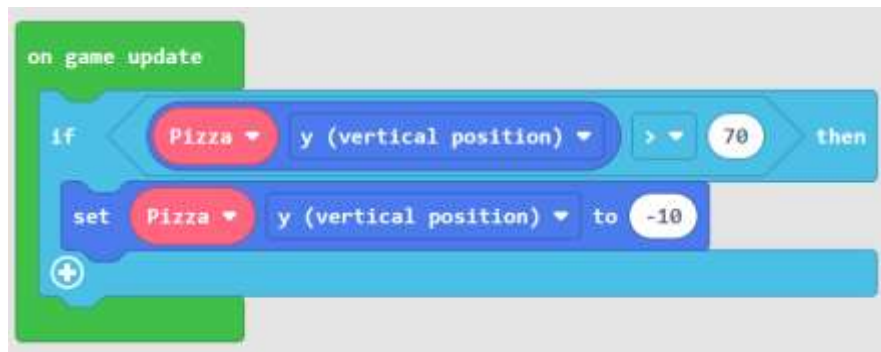 on game update
if Pizza y (vertical position) > 70 then
set Pizza y (vertical position) to -10